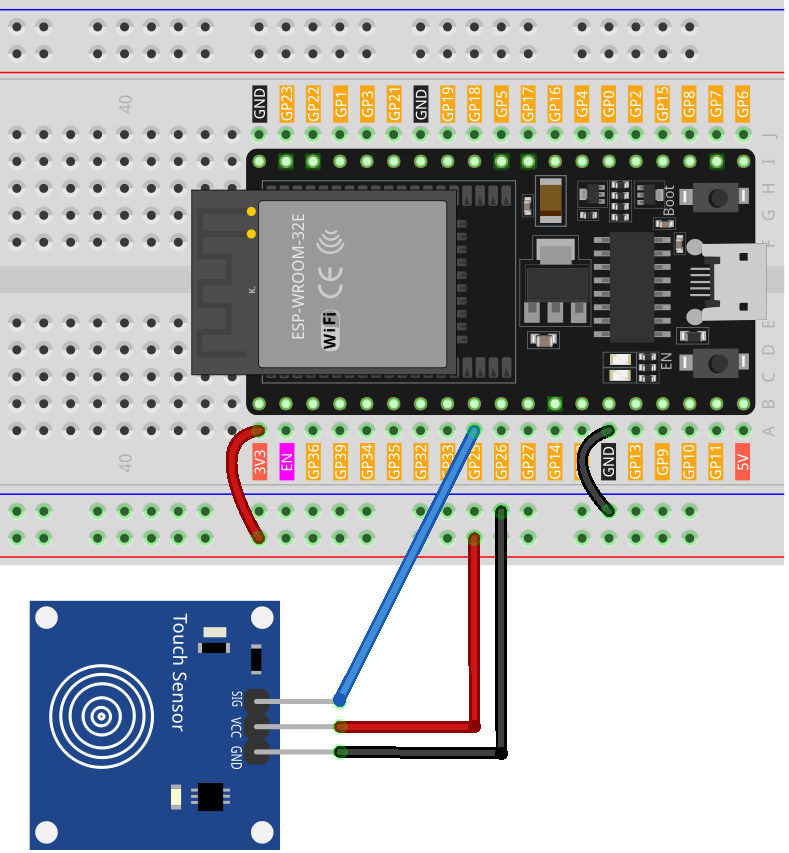 40
GND GP23 GP22 GP1 GP3 GP21 GND GP19 GP18 GP5 GP17 GP16 GP4 GP0 GP2 GP15 GP8 GP7 GP6
J
I
H
G
F
E
D
C
B
A
Boot
ESP-WROOM-32E
CE
WiFi
K.
EN
40
3V3 EN GP36 GP39 GP34 GP35 GP32 GP33 GP25 GP26 GP27 GP14 GND GP13 GP9 GP10 GP11 5V
Touch Sensor
SIG
VCC
GND